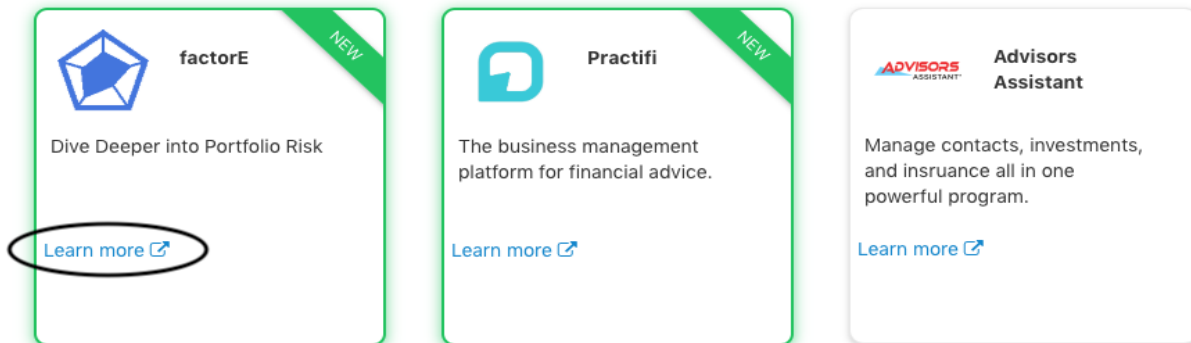 factorE
NEW
Dive Deeper into Portfolio Risk
Learn more
Practifi
NEW
The business management
platform for financial advice.
Learn more
ADVISORS
ASSISTANT
Advisors
Assistant
Manage contacts, investments,
and insruance all in one
powerful program.
Learn more